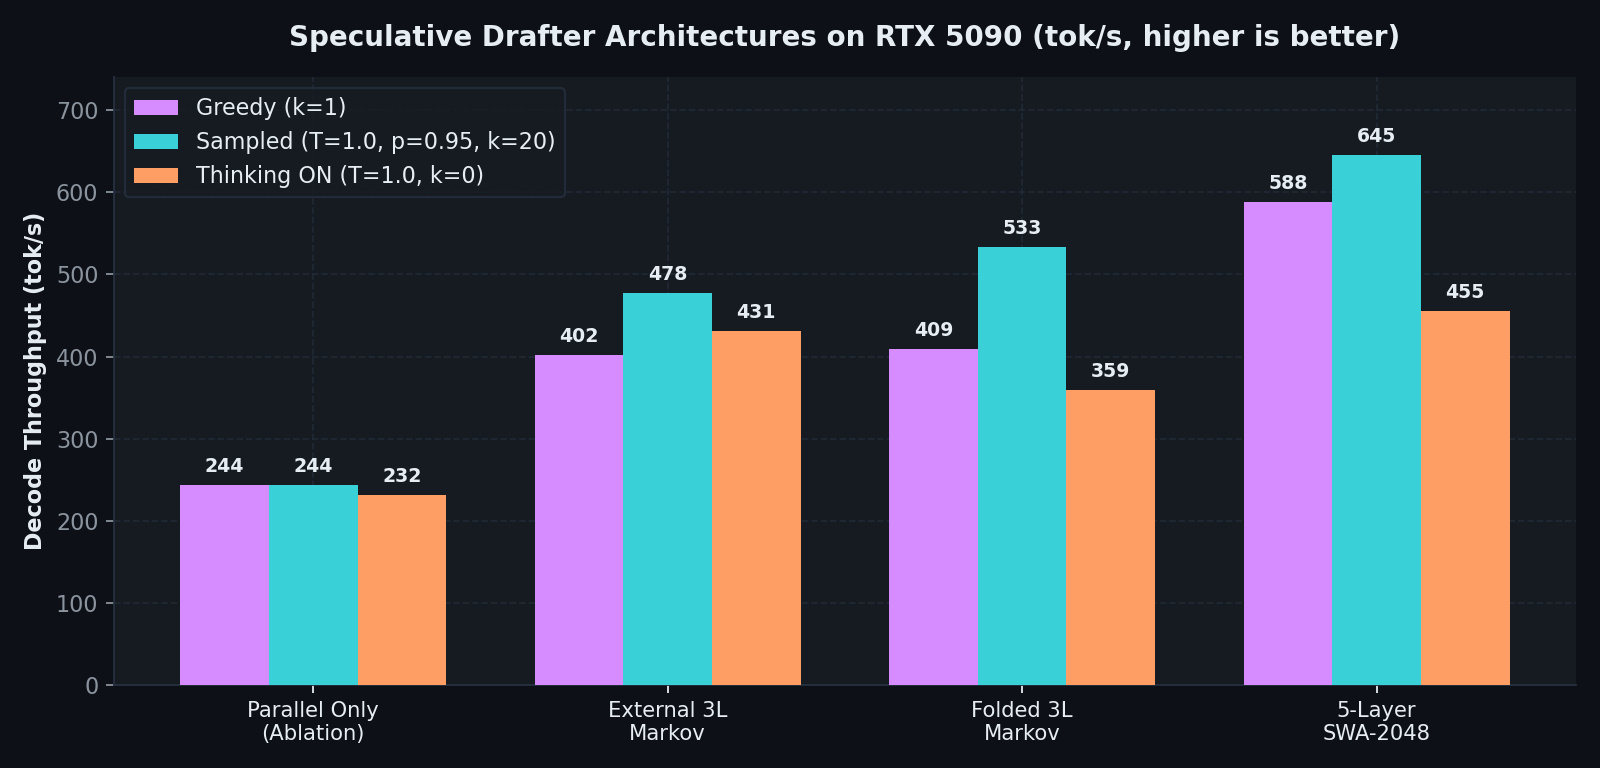 Speculative Drafter Architectures on RTX 5090 (tok/s, higher is better)
Greedy (k=1)
Sampled (T=1.0, p=0.95, k=20)
Thinking ON (T=1.0, k=0)
Decode Throughput (tok/s)
700
600
500
400
300
200
100
0
244
244
232
402
478
431
409
533
359
588
645
455
Parallel Only
(Ablation)
External 3L
Markov
Folded 3L
Markov
5-Layer
SWA-2048